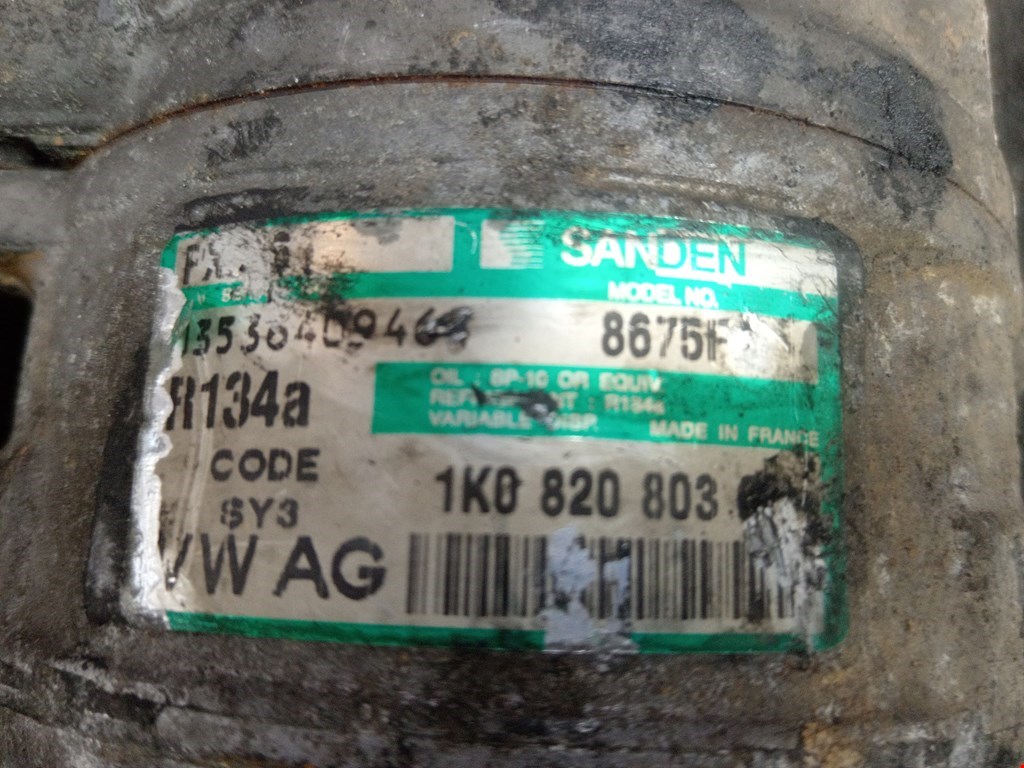 SANDEN
MODEL NO.
8675F
R134a
OIL : SP-10 OR EQUIV.
REFRIGERANT : R134a
VARIABLE DISP.
MADE IN FRANCE
CODE
SY3
1K0 820 803
VW AG